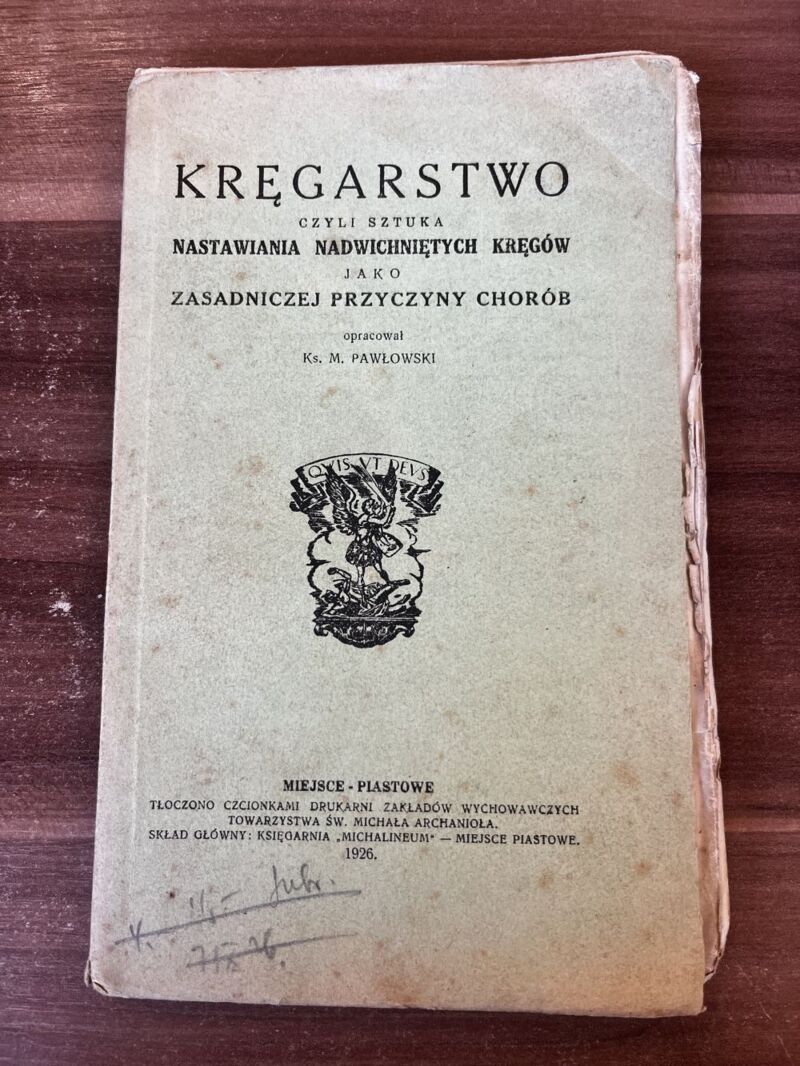 KRĘGARSTWO
CZYLI SZTUKA
NASTAWIANIA NADWICHNIĘTYCH KRĘGÓW
JAKO
ZASADNICZEJ PRZYCZYNY CHORÓB
opracował
Ks. M. PAWŁOWSKI
QVIS VT DEVS
MIEJSCE - PIASTOWE
TŁOCZONO CZCIONKAMI DRUKARNI ZAKŁADÓW WYCHOWAWCZYCH
TOWARZYSTWA ŚW. MICHAŁA ARCHANIOŁA.
SKŁAD GŁÓWNY: KSIĘGARNIA „MICHALINEUM“ — MIEJSCE PIASTOWE.
1926.